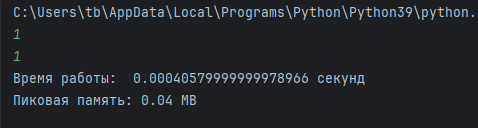 C:\Users\tb\AppData\Local\Programs\Python\Python39\python.
1
1
Время работы:  0.00040579999999978966 секунд
Пиковая память: 0.04 MB